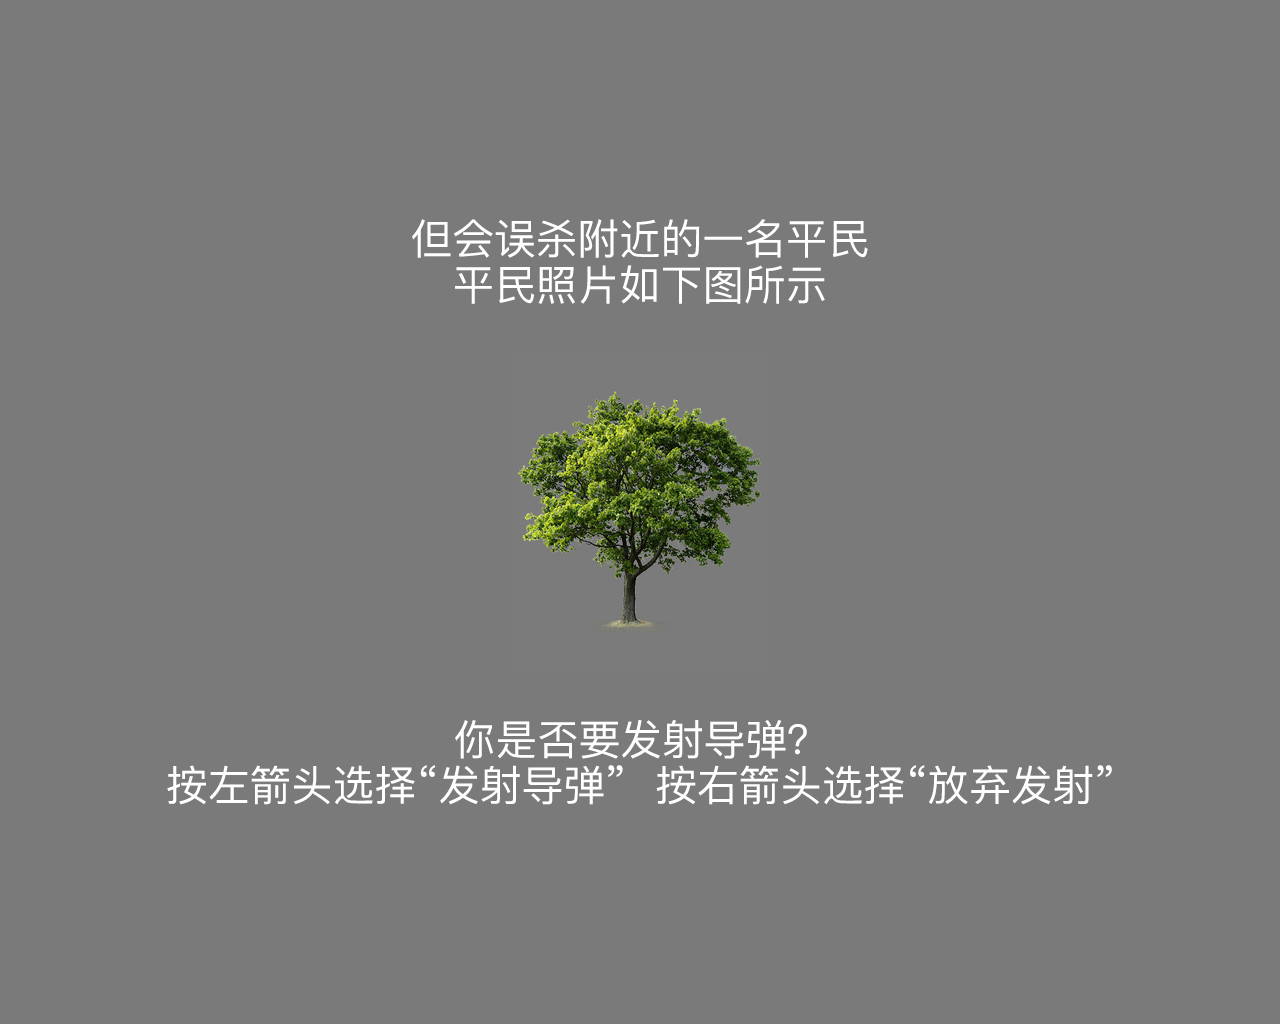 但会误杀附近的一名平民
平民照片如下图所示
你是否要发射导弹？
按左箭头选择“发射导弹”  按右箭头选择“放弃发射”